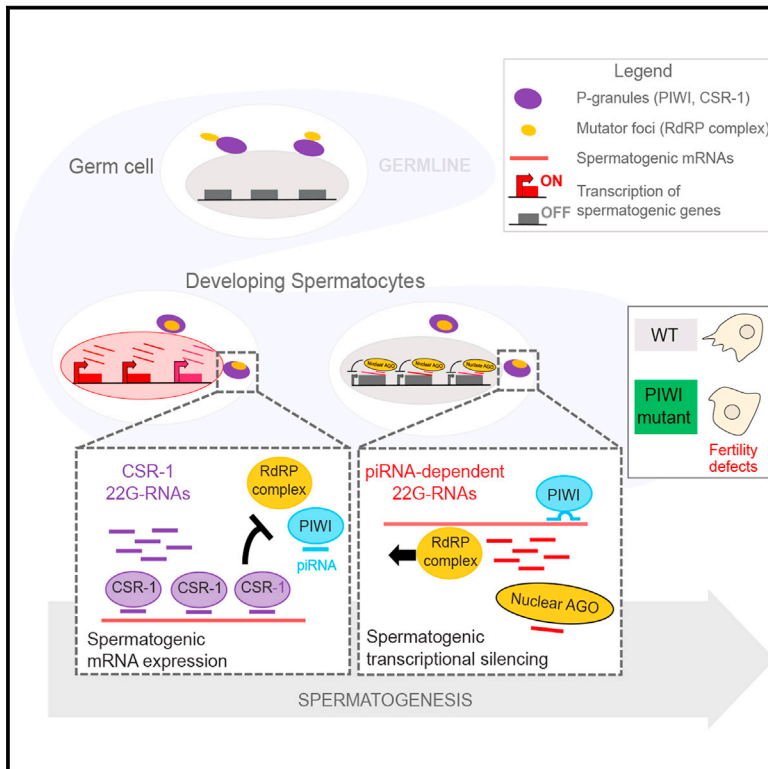 Legend
P-granules (PIWI, CSR-1)
Mutator foci (RdRP complex)
Spermatogenic mRNAs
ON
OFF
Transcription of
spermatogenic genes
Germ cell
GERMLINE
Developing Spermatocytes
Nuclear AGO
Nuclear AGO
Nuclear AGO
WT
PIWI
mutant
Fertility
defects
CSR-1
22G-RNAs
RdRP
complex
PIWI
piRNA
CSR-1
CSR-1
CSR-1
Spermatogenic
mRNA expression
piRNA-dependent
22G-RNAs
PIWI
RdRP
complex
Nuclear AGO
Spermatogenic
transcriptional silencing
SPERMATOGENESIS